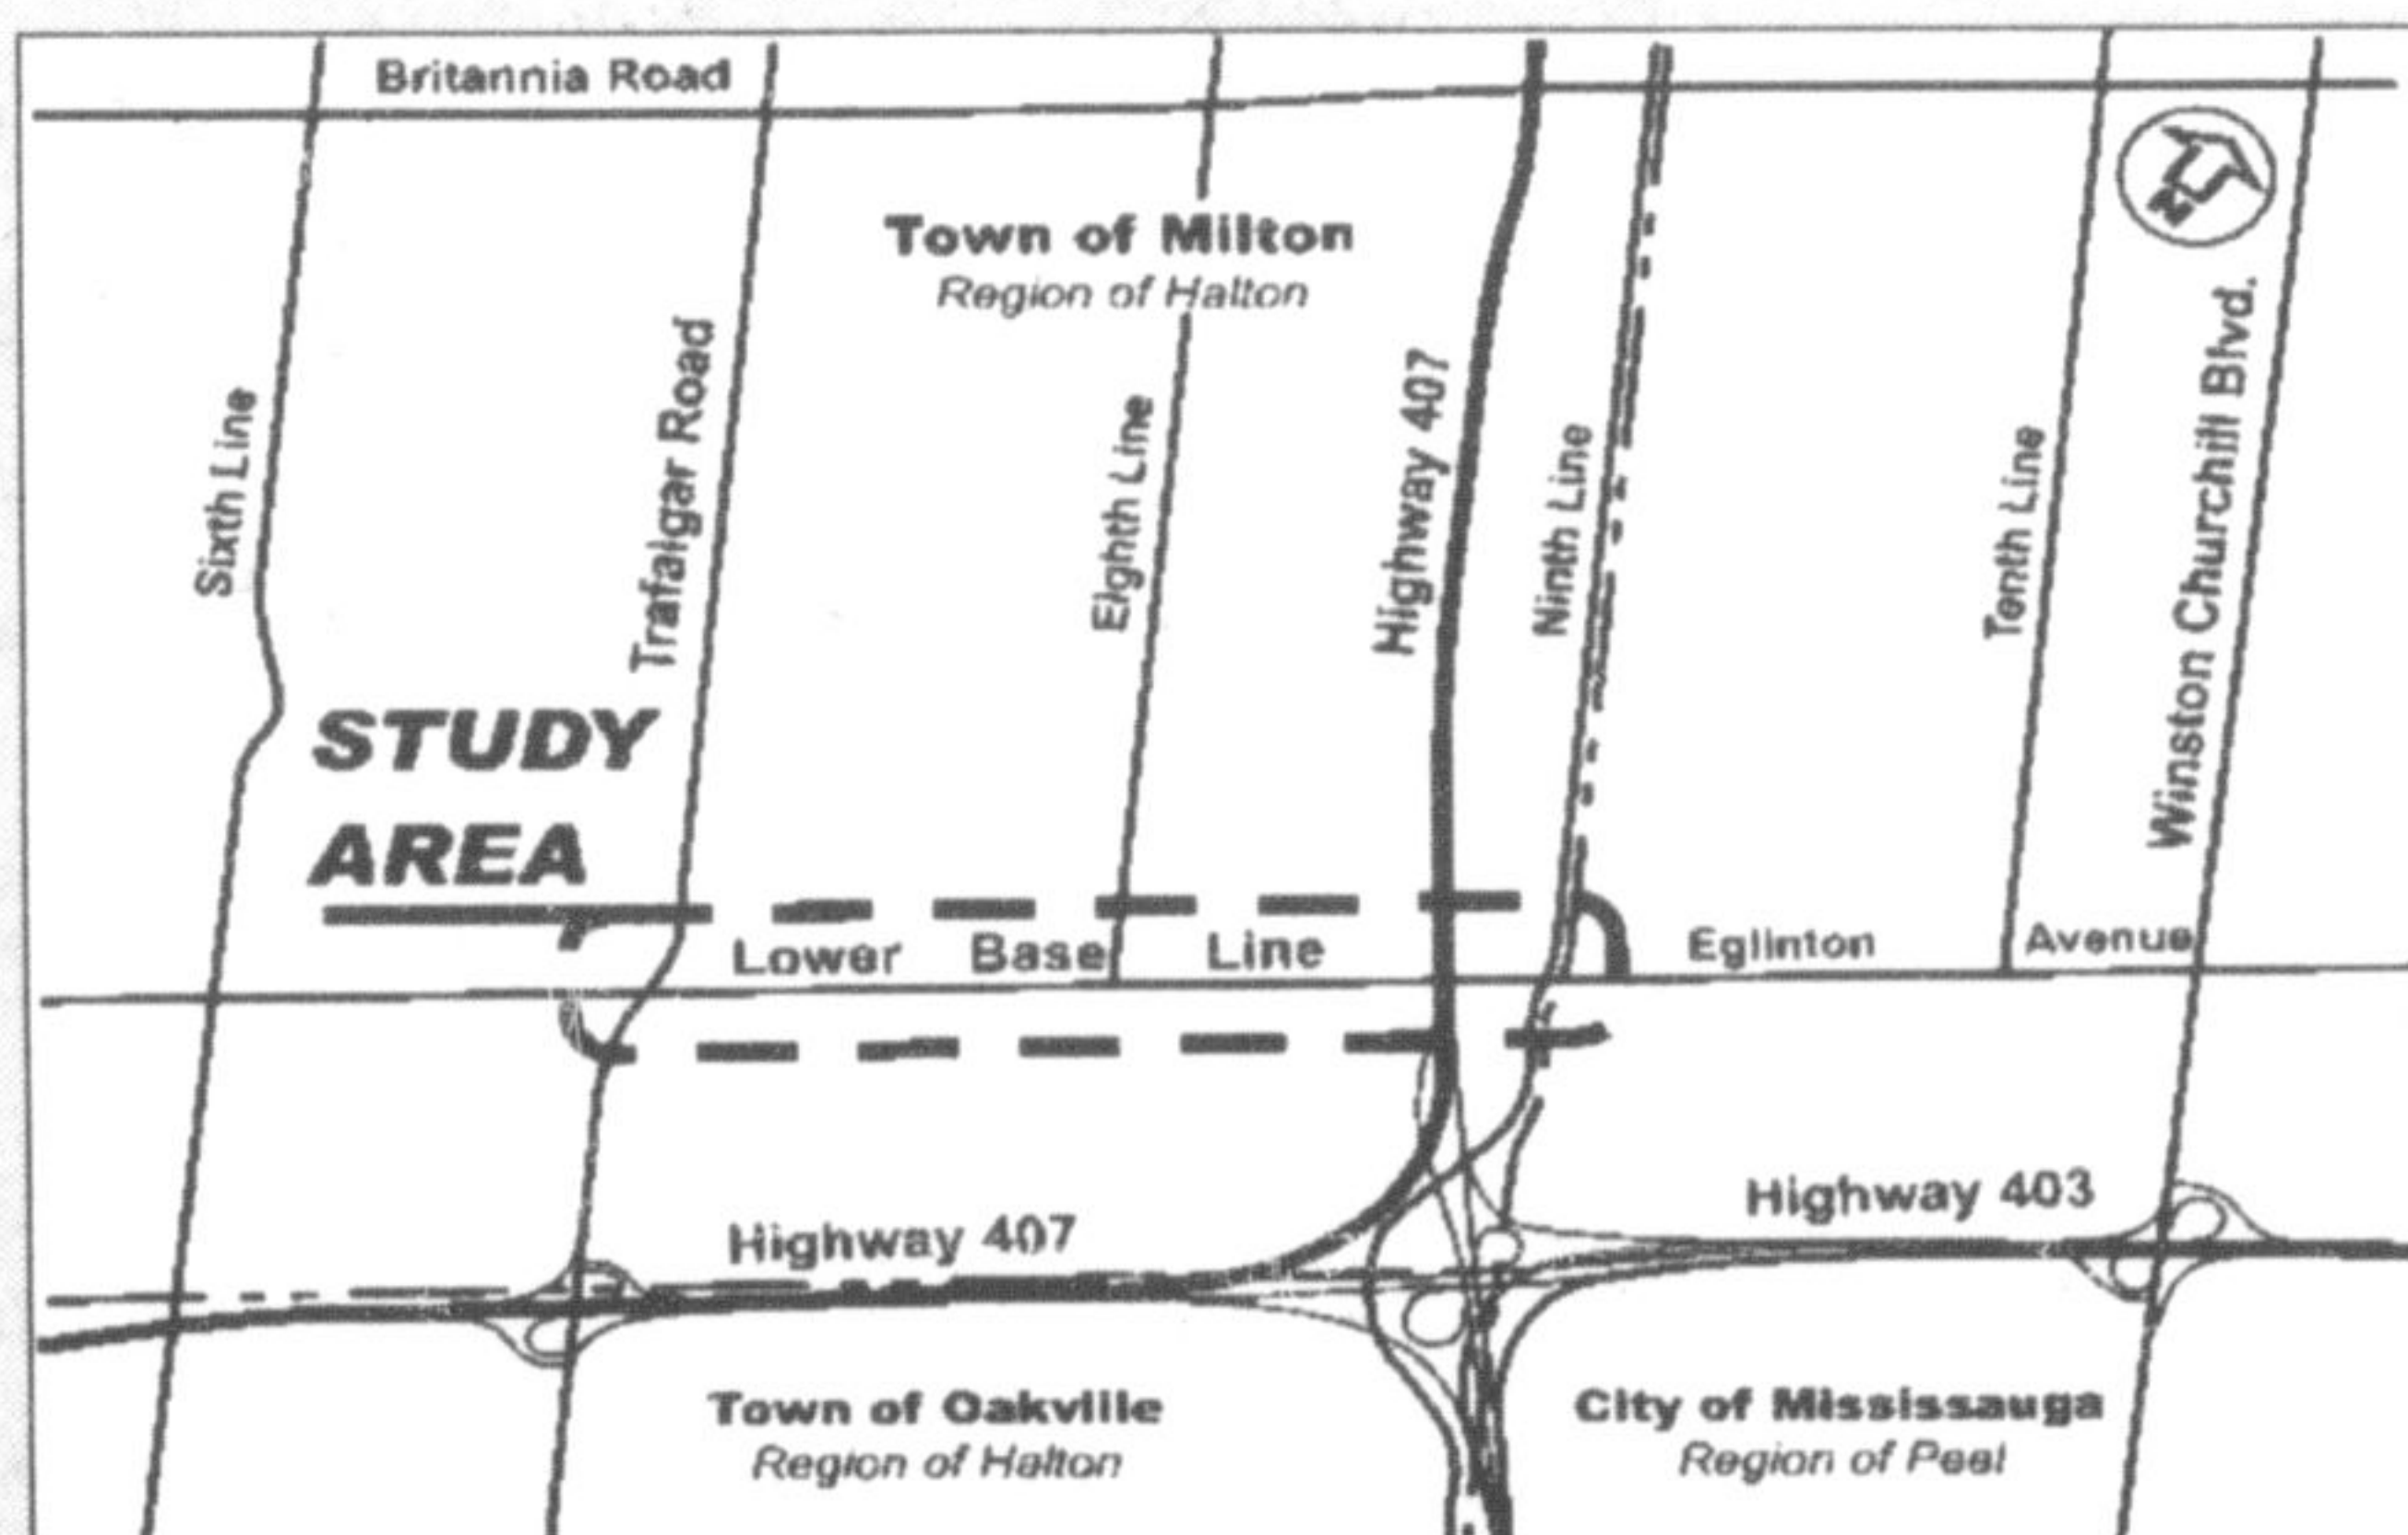 Britannia Road
N
Town of Milton
Region of Halton
Sixth Line
Trafalgar Road
Eighth Line
Highway 407
Ninth Line
Tenth Line
Winston Churchill Blvd.
STUDY
AREA
Lower Base Line
Eglinton Avenue
Highway 407
Highway 403
Town of Oakville
Region of Halton
City of Mississauga
Region of Peel